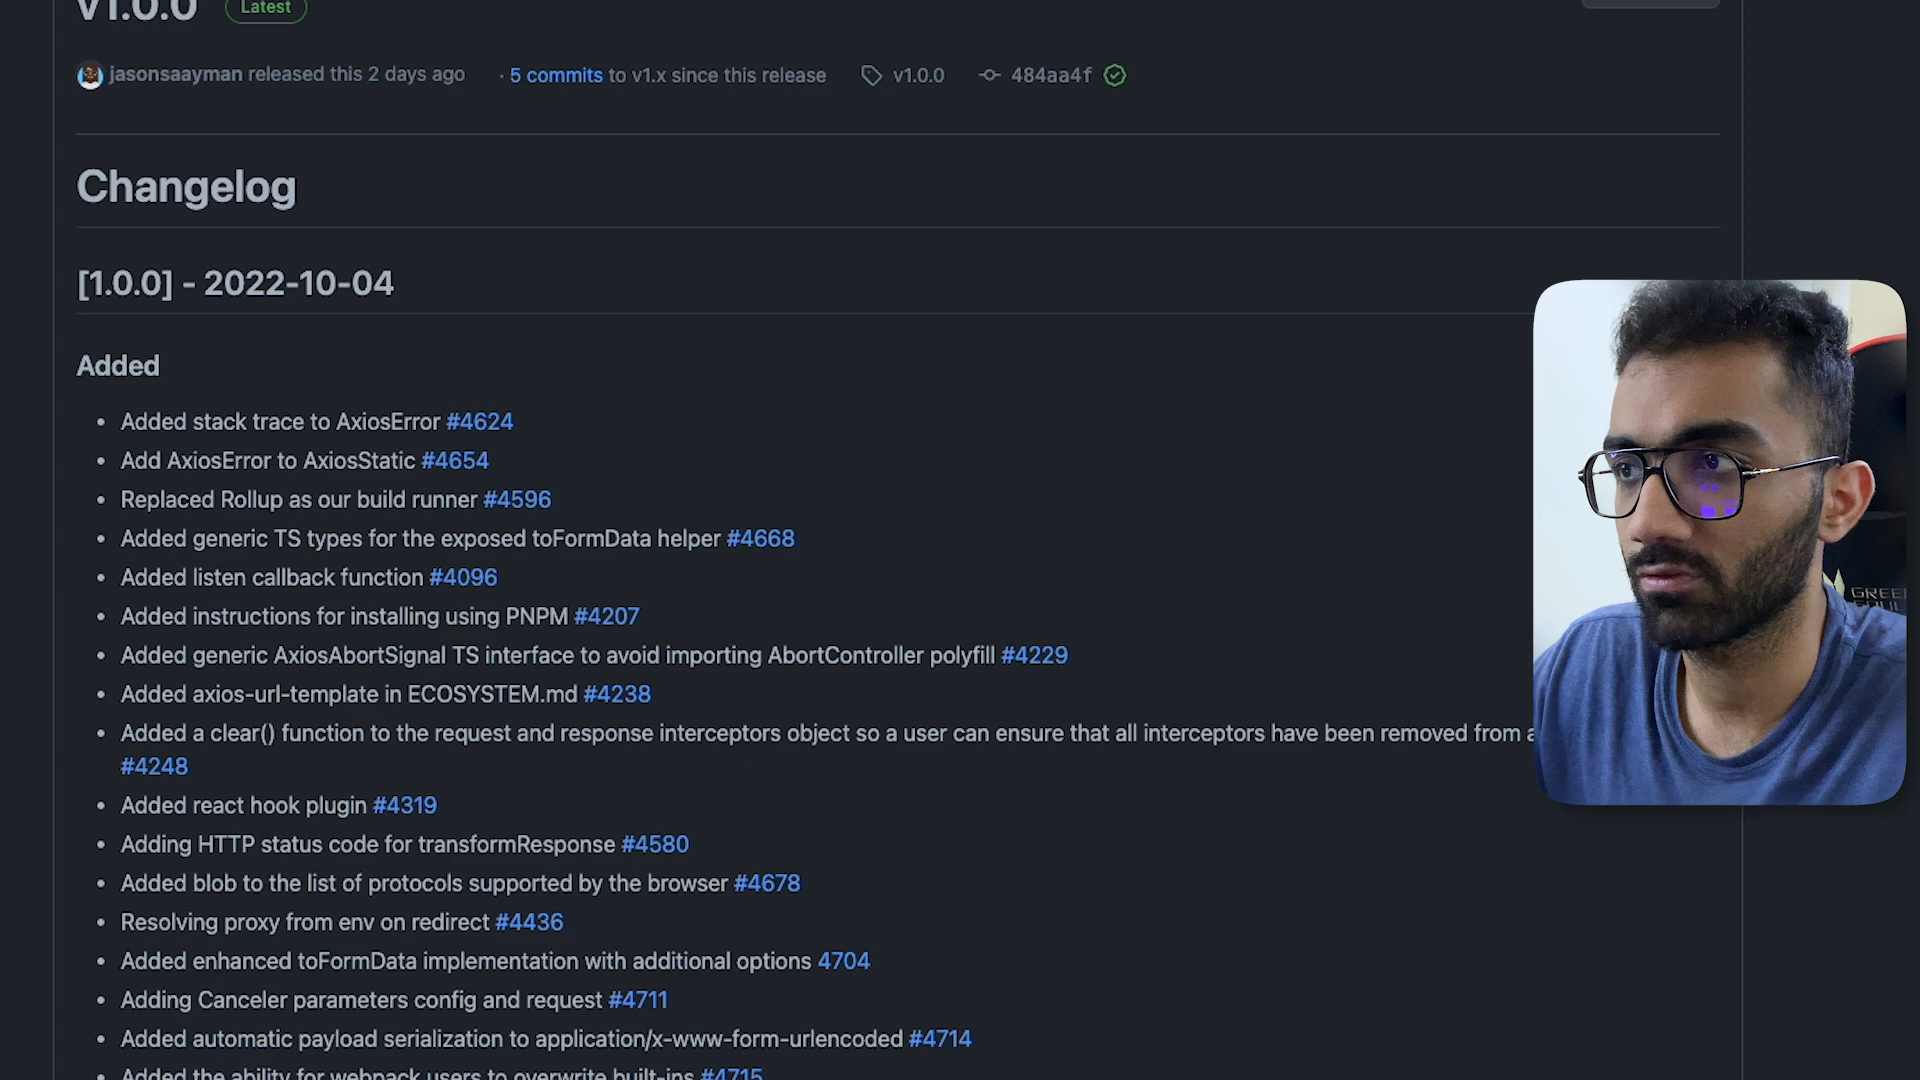 v1.0.0 Latest
jasonsaayman released this 2 days ago · 5 commits to v1.x since this release v1.0.0 484aa4f
Changelog
[1.0.0] - 2022-10-04
Added
• Added stack trace to AxiosError #4624
• Add AxiosError to AxiosStatic #4654
• Replaced Rollup as our build runner #4596
• Added generic TS types for the exposed toFormData helper #4668
• Added listen callback function #4096
• Added instructions for installing using PNPM #4207
• Added generic AxiosAbortSignal TS interface to avoid importing AbortController polyfill #4229
• Added axios-url-template in ECOSYSTEM.md #4238
• Added a clear() function to the request and response interceptors object so a user can ensure that all interceptors have been removed from a
#4248
• Added react hook plugin #4319
• Adding HTTP status code for transformResponse #4580
• Added blob to the list of protocols supported by the browser #4678
• Resolving proxy from env on redirect #4436
• Added enhanced toFormData implementation with additional options 4704
• Adding Canceler parameters config and request #4711
• Added automatic payload serialization to application/x-www-form-urlencoded #4714
• Added the ability for webpack users to overwrite built-ins #4715
GREEN
SOUL